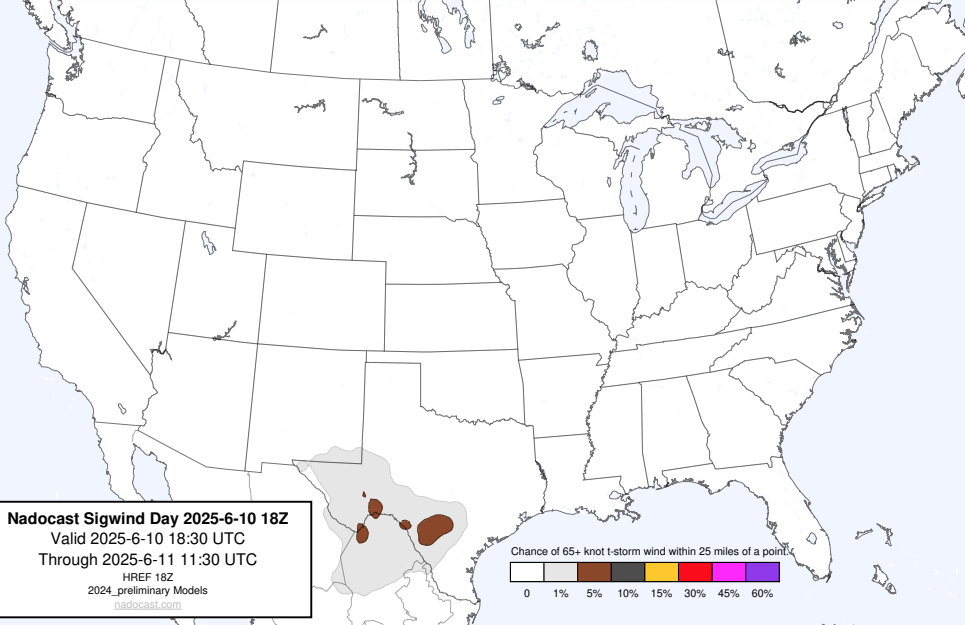 Nadocast Sigwind Day 2025-6-10 18Z
Valid 2025-6-10 18:30 UTC
Through 2025-6-11 11:30 UTC
HREF 18Z
2024_preliminary Models
nadocast.com
Chance of 65+ knot t-storm wind within 25 miles of a point.
0 1% 5% 10% 15% 30% 45% 60%